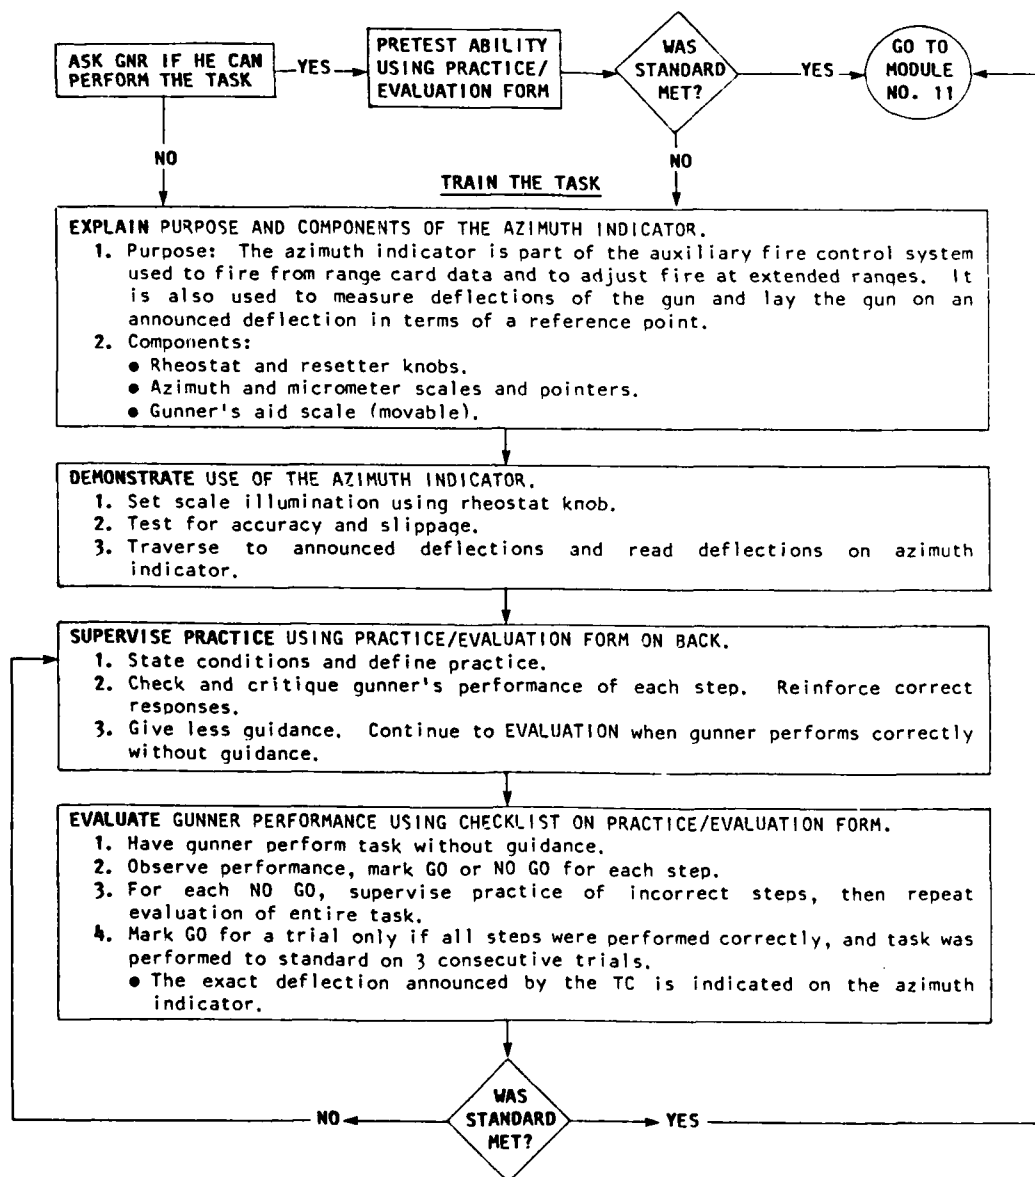 ASK GNR IF HE CAN
PERFORM THE TASK
YES
PRETEST ABILITY
USING PRACTICE/
EVALUATION FORM
WAS
STANDARD
MET?
YES
GO TO
MODULE
NO. 11
NO
NO
TRAIN THE TASK
EXPLAIN PURPOSE AND COMPONENTS OF THE AZIMUTH INDICATOR.
1. Purpose: The azimuth indicator is part of the auxiliary fire control system
used to fire from range card data and to adjust fire at extended ranges. It
is also used to measure deflections of the gun and lay the gun on an
announced deflection in terms of a reference point.
2. Components:
● Rheostat and resetter knobs.
● Azimuth and micrometer scales and pointers.
● Gunner's aid scale (movable).
DEMONSTRATE USE OF THE AZIMUTH INDICATOR.
1. Set scale illumination using rheostat knob.
2. Test for accuracy and slippage.
3. Traverse to announced deflections and read deflections on azimuth
indicator.
SUPERVISE PRACTICE USING PRACTICE/EVALUATION FORM ON BACK.
1. State conditions and define practice.
2. Check and critique gunner's performance of each step. Reinforce correct
responses.
3. Give less guidance. Continue to EVALUATION when gunner performs correctly
without guidance.
EVALUATE GUNNER PERFORMANCE USING CHECKLIST ON PRACTICE/EVALUATION FORM.
1. Have gunner perform task without guidance.
2. Observe performance, mark GO or NO GO for each step.
3. For each NO GO, supervise practice of incorrect steps, then repeat
evaluation of entire task.
4. Mark GO for a trial only if all steps were performed correctly, and task was
performed to standard on 3 consecutive trials.
● The exact deflection announced by the TC is indicated on the azimuth
indicator.
NO
WAS
STANDARD
MET?
YES